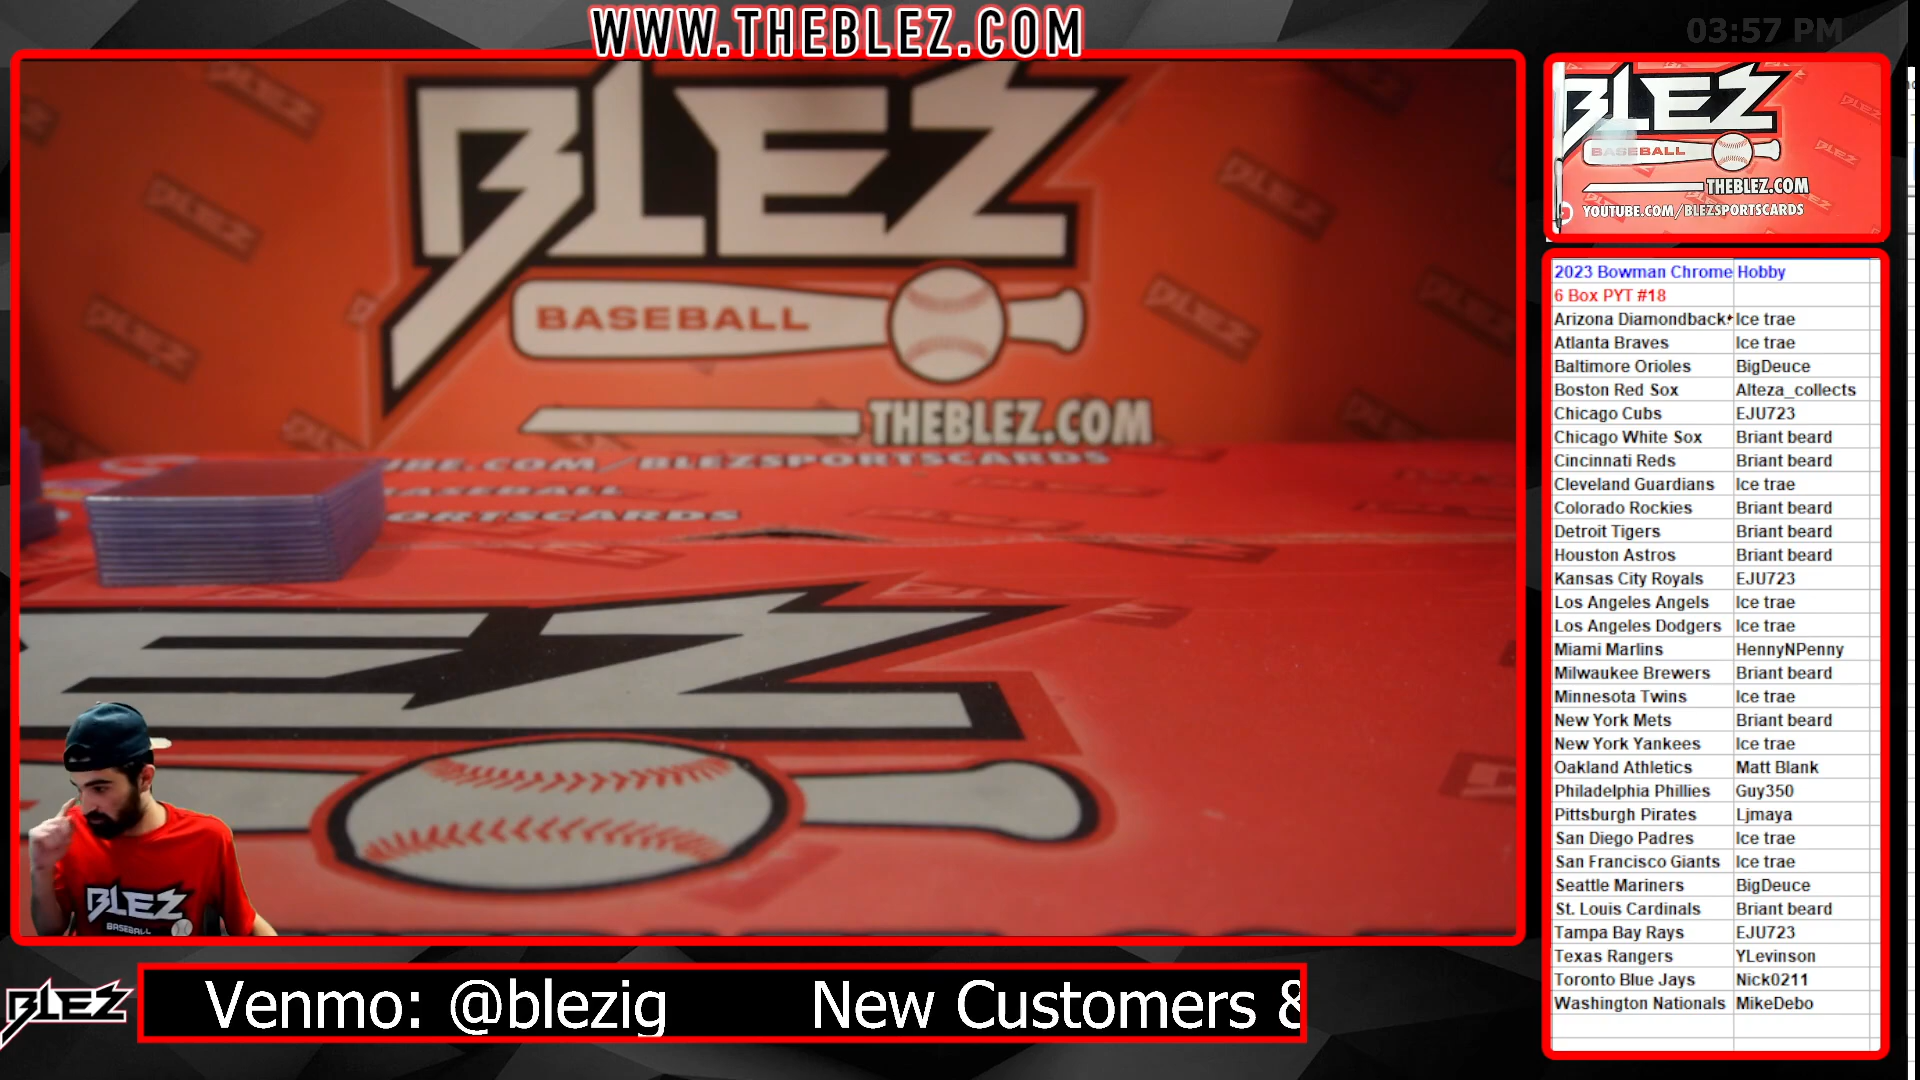 WWW.THEBLEZ.COM
03:57 PM
BLEZ
BASEBALL
THEBLEZ.COM
UBE.COM/BLEZSPORTSCARDS
BASEBALL
ORTSCARDS
BLEZ
BASEBALL
BLEZ
BASEBALL
THEBLEZ.COM
YOUTUBE.COM/BLEZSPORTSCARDS
2023 Bowman Chrome Hobby
6 Box PYT #18
Arizona Diamondback Ice trae
Atlanta Braves Ice trae
Baltimore Orioles BigDeuce
Boston Red Sox Alteza_collects
Chicago Cubs EJU723
Chicago White Sox Briant beard
Cincinnati Reds Briant beard
Cleveland Guardians Ice trae
Colorado Rockies Briant beard
Detroit Tigers Briant beard
Houston Astros Briant beard
Kansas City Royals EJU723
Los Angeles Angels Ice trae
Los Angeles Dodgers Ice trae
Miami Marlins HennyNPenny
Milwaukee Brewers Briant beard
Minnesota Twins Ice trae
New York Mets Briant beard
New York Yankees Ice trae
Oakland Athletics Matt Blank
Philadelphia Phillies Guy350
Pittsburgh Pirates Ljmaya
San Diego Padres Ice trae
San Francisco Giants Ice trae
Seattle Mariners BigDeuce
St. Louis Cardinals Briant beard
Tampa Bay Rays EJU723
Texas Rangers YLevinson
Toronto Blue Jays Nick0211
Washington Nationals MikeDebo
BLEZ
Venmo: @blezig New Customers &